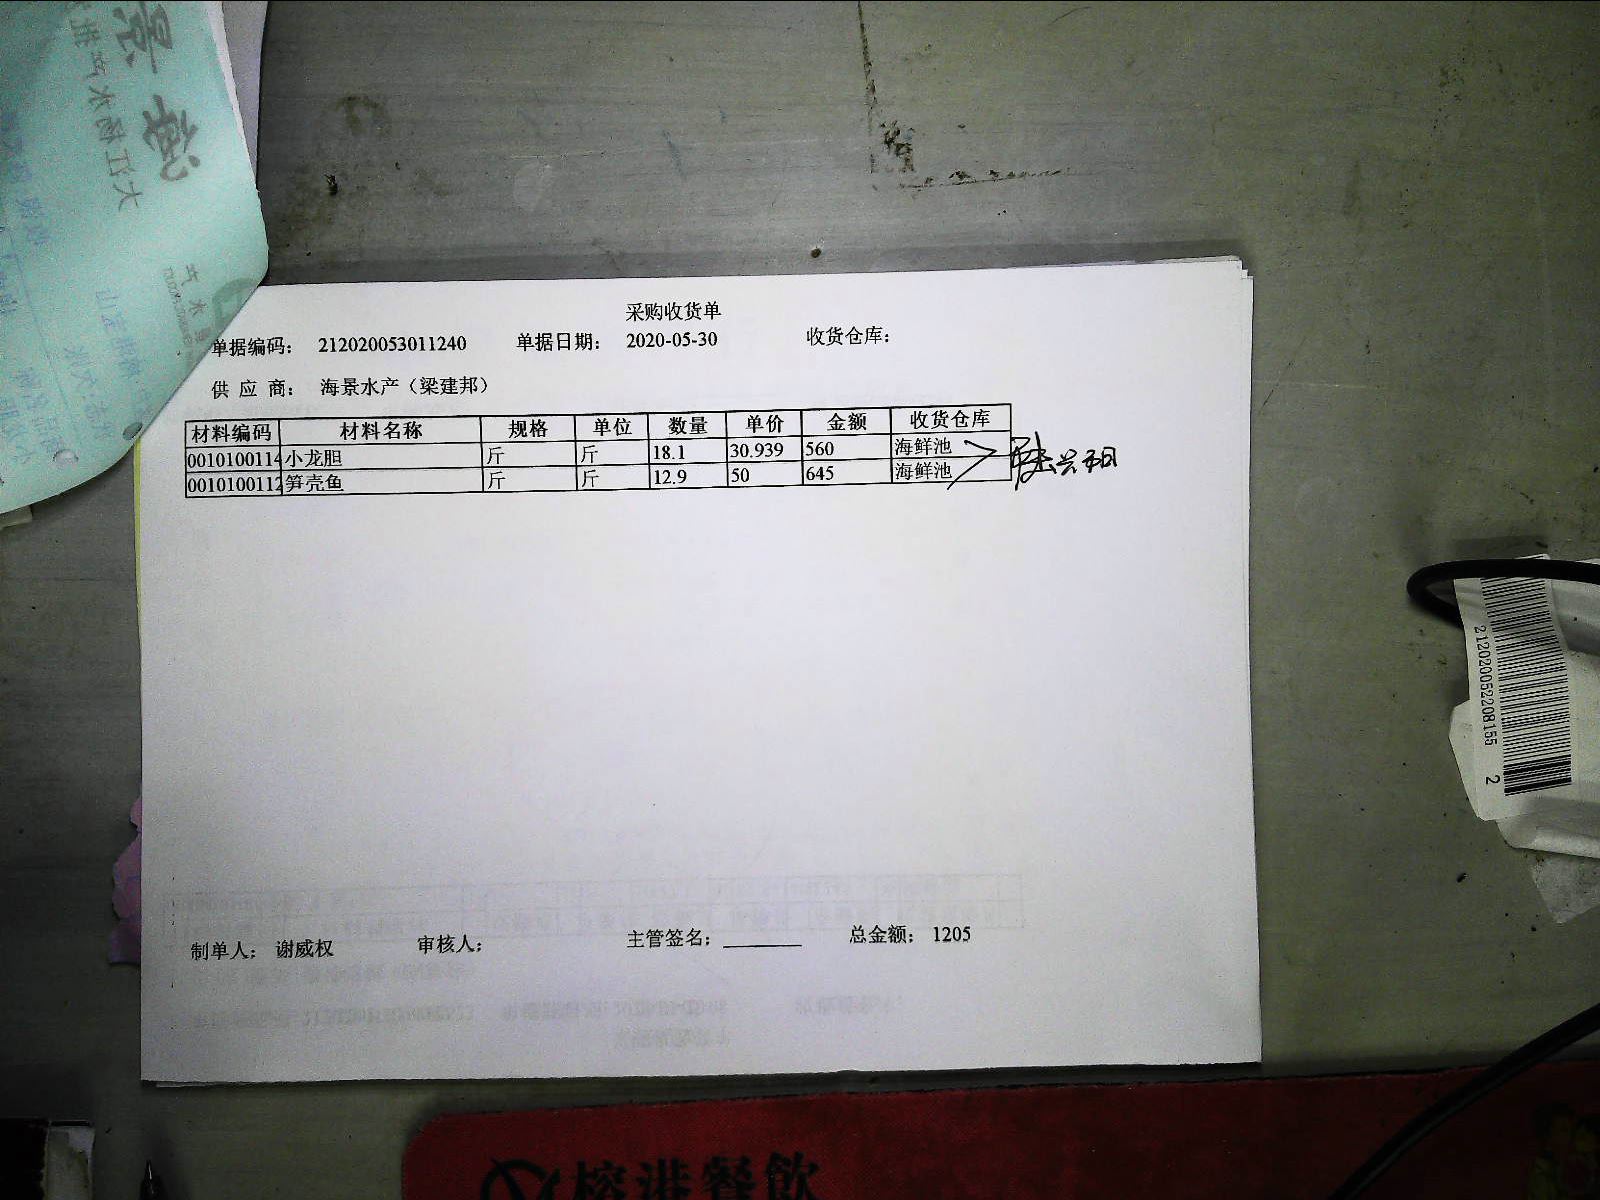 采购收货单
单据编码： 212020053011240 单据日期： 2020-05-30 收货仓库：
供 应 商： 海景水产（梁建邦）
材料编码 材料名称 规格 单位 数量 单价 金额 收货仓库
0010100114 小龙胆 斤 斤 18.1 30.939 560 海鲜池
0010100112 笋壳鱼 斤 斤 12.9 50 645 海鲜池
制单人： 谢威权 审核人； 主管签名：________ 总金额： 1205
212020052208155 2
榕港餐飲